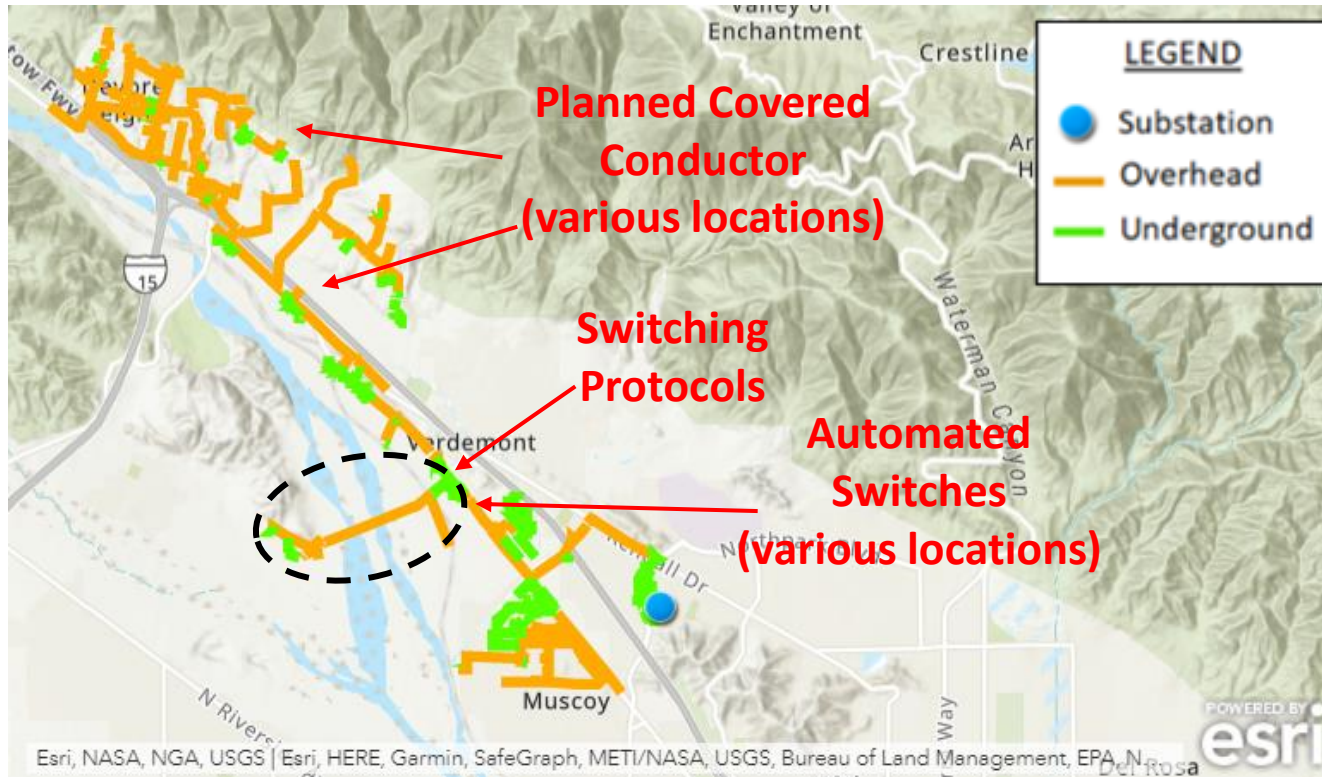 Valley of
Enchantment
Crestline
LEGEND
Substation
Overhead
Underground
Planned Covered
Conductor
(various locations)
15
Waterman Canyon
Switching
Protocols
Verdemont
Automated
Switches
(various locations)
Northpark Blvd
Kendall Dr
Muscoy
N
Way
Del Rosa
POWERED BY
esri
Esri, NASA, NGA, USGS | Esri, HERE, Garmin, SafeGraph, METI/NASA, USGS, Bureau of Land Management, EPA, N